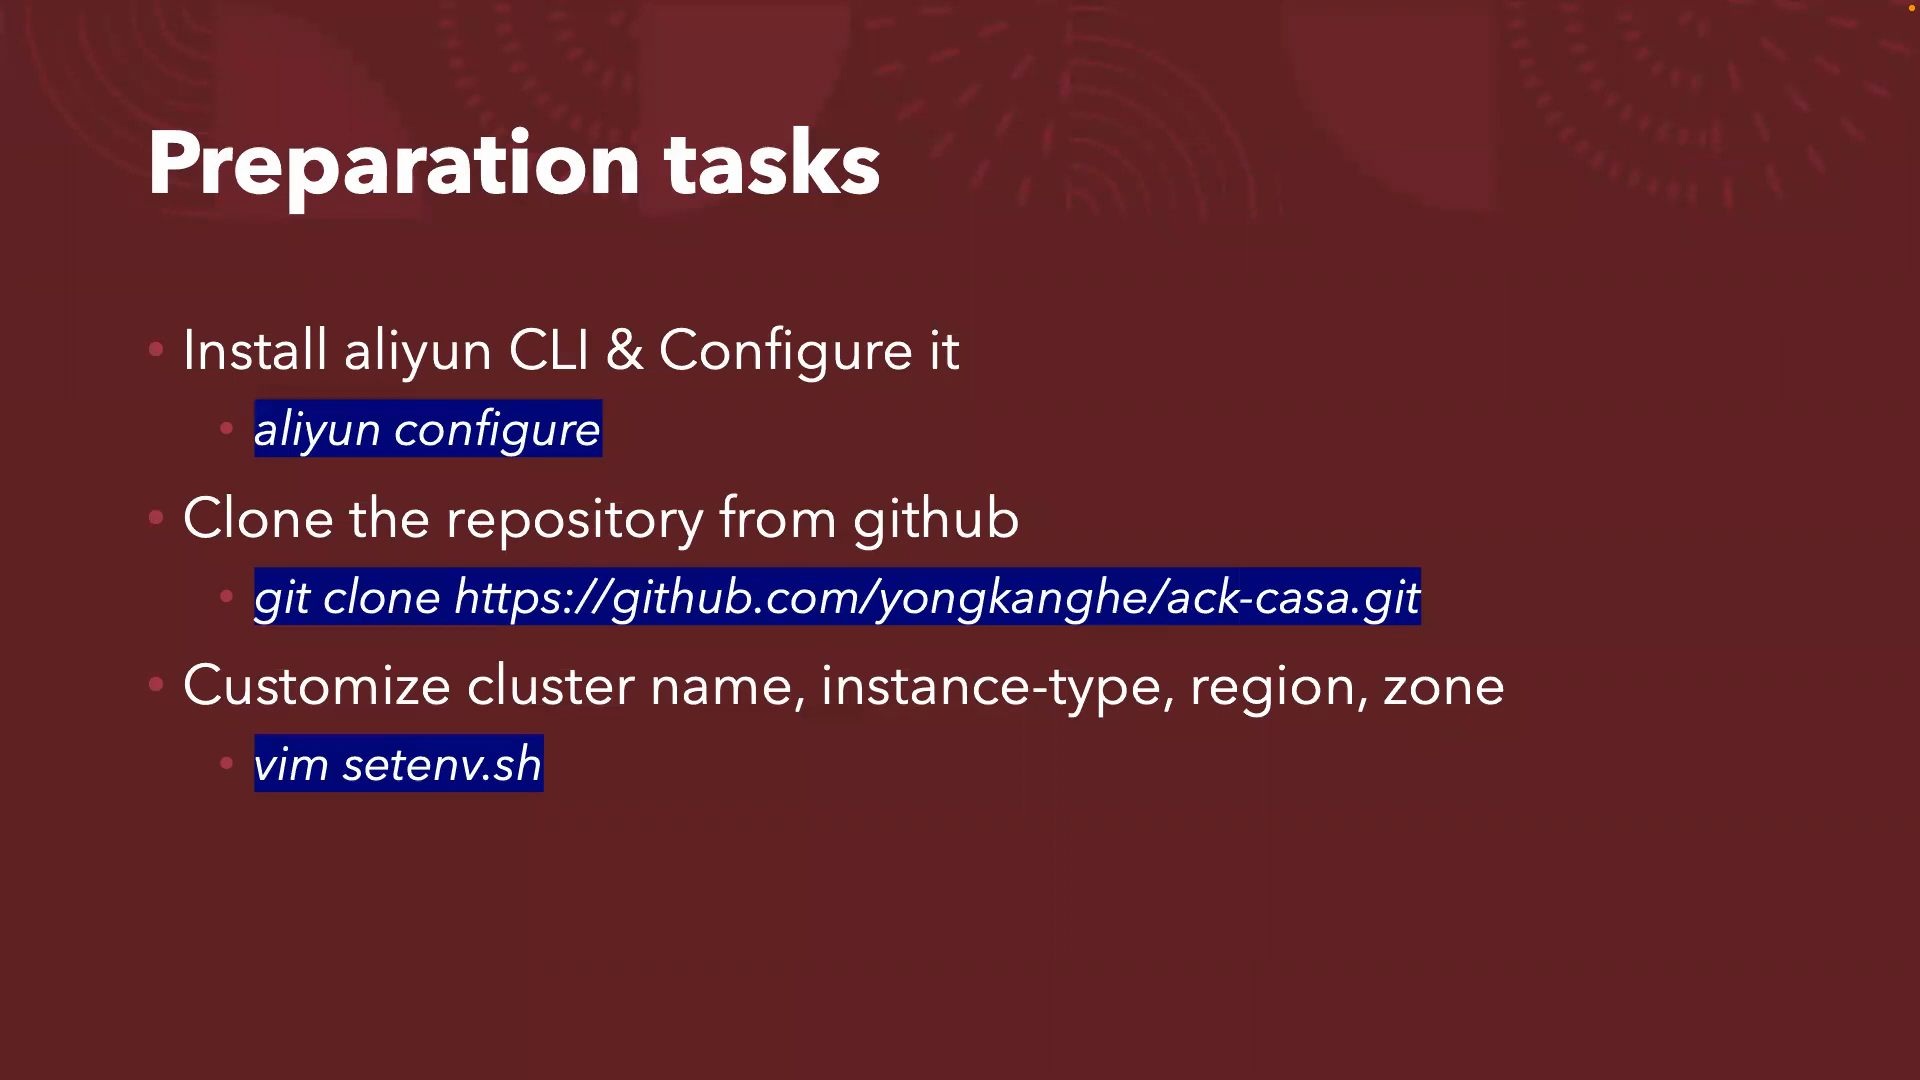 Preparation tasks
• Install aliyun CLI & Configure it
• aliyun configure
• Clone the repository from github
• git clone https://github.com/yongkanghe/ack-casa.git
• Customize cluster name, instance-type, region, zone
• vim setenv.sh